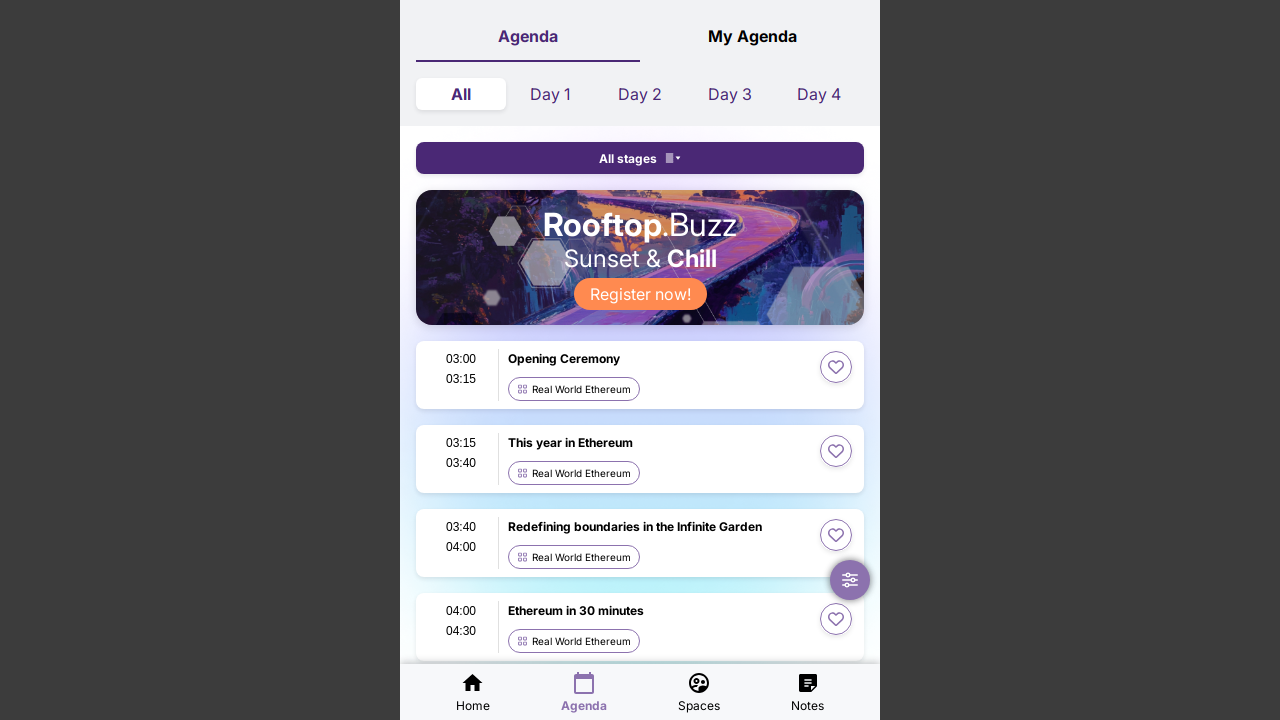 Agenda My Agenda
All Day 1 Day 2 Day 3 Day 4
All stages
Rooftop.Buzz
Sunset & Chill
Register now!
03:00 Opening Ceremony
03:15 Real World Ethereum
03:15 This year in Ethereum
03:40 Real World Ethereum
03:40 Redefining boundaries in the Infinite Garden
04:00 Real World Ethereum
04:00 Ethereum in 30 minutes
04:30 Real World Ethereum
Home Agenda Spaces Notes